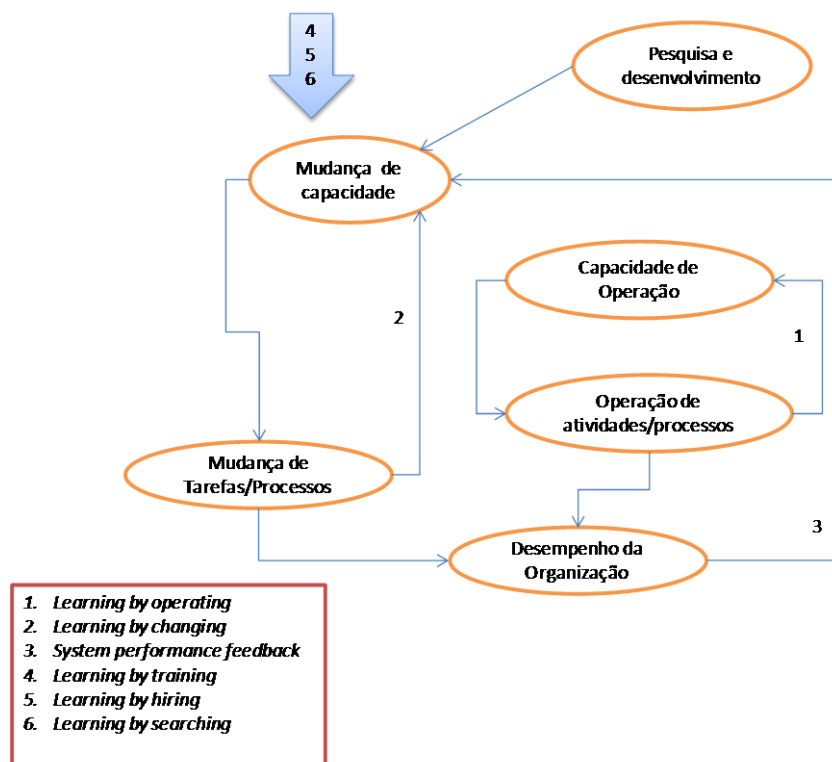 4
5
6
Pesquisa e
desenvolvimento
Mudança de
capacidade
Capacidade de
Operação
2
1
Operação de
atividades/processos
Mudança de
Tarefas/Processos
3
Desempenho da
Organização
1. Learning by operating
2. Learning by changing
3. System performance feedback
4. Learning by training
5. Learning by hiring
6. Learning by searching